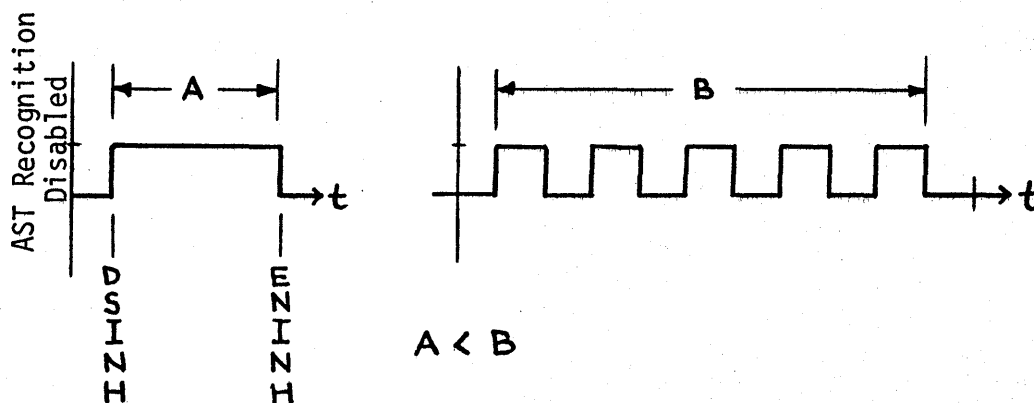 AST Recognition
Disabled
A
t
DSINH
ENINH
B
t
A < B